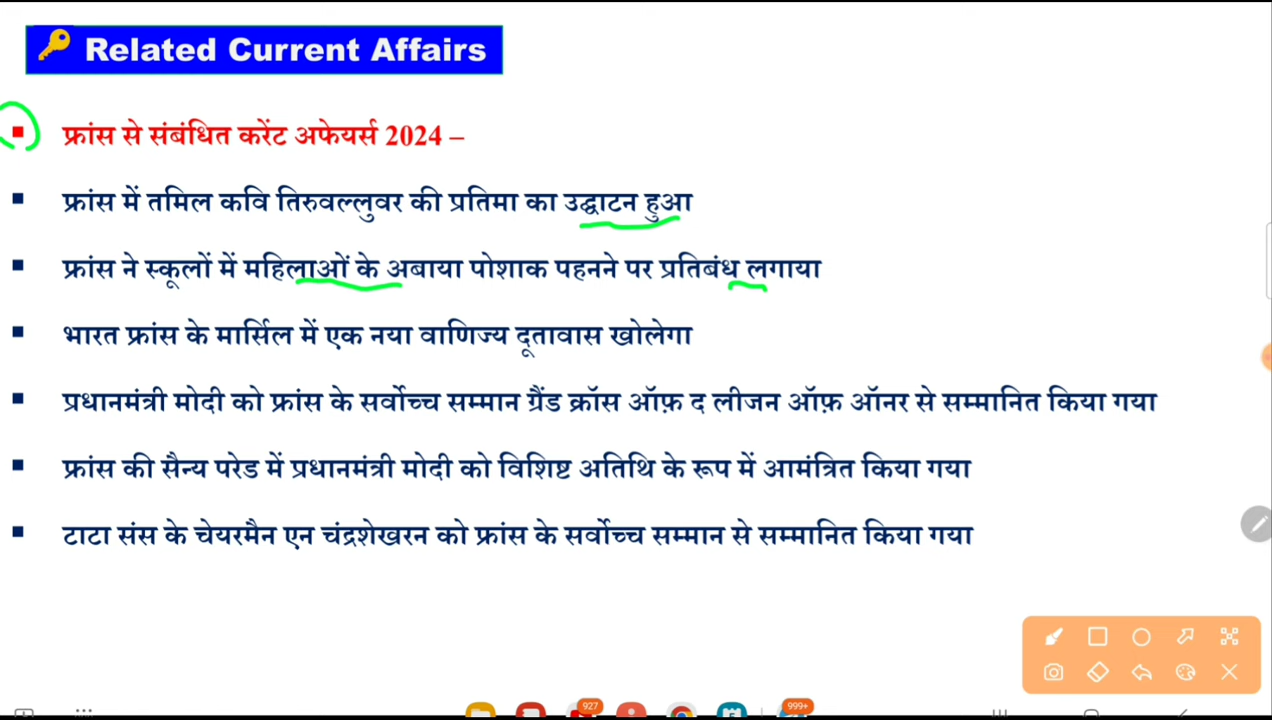 Related Current Affairs
फ्रांस से संबंधित करेंट अफेयर्स 2024 –
फ्रांस में तमिल कवि तिरुवल्लुवर की प्रतिमा का उद्घाटन हुआ
फ्रांस ने स्कूलों में महिलाओं के अबाया पोशाक पहनने पर प्रतिबंध लगाया
भारत फ्रांस के मार्सिल में एक नया वाणिज्य दूतावास खोलेगा
प्रधानमंत्री मोदी को फ्रांस के सर्वोच्च सम्मान ग्रैंड क्रॉस ऑफ़ द लीजन ऑफ़ ऑनर से सम्मानित किया गया
फ्रांस की सैन्य परेड में प्रधानमंत्री मोदी को विशिष्ट अतिथि के रूप में आमंत्रित किया गया
टाटा संस के चेयरमैन एन चंद्रशेखरन को फ्रांस के सर्वोच्च सम्मान से सम्मानित किया गया
927
999+